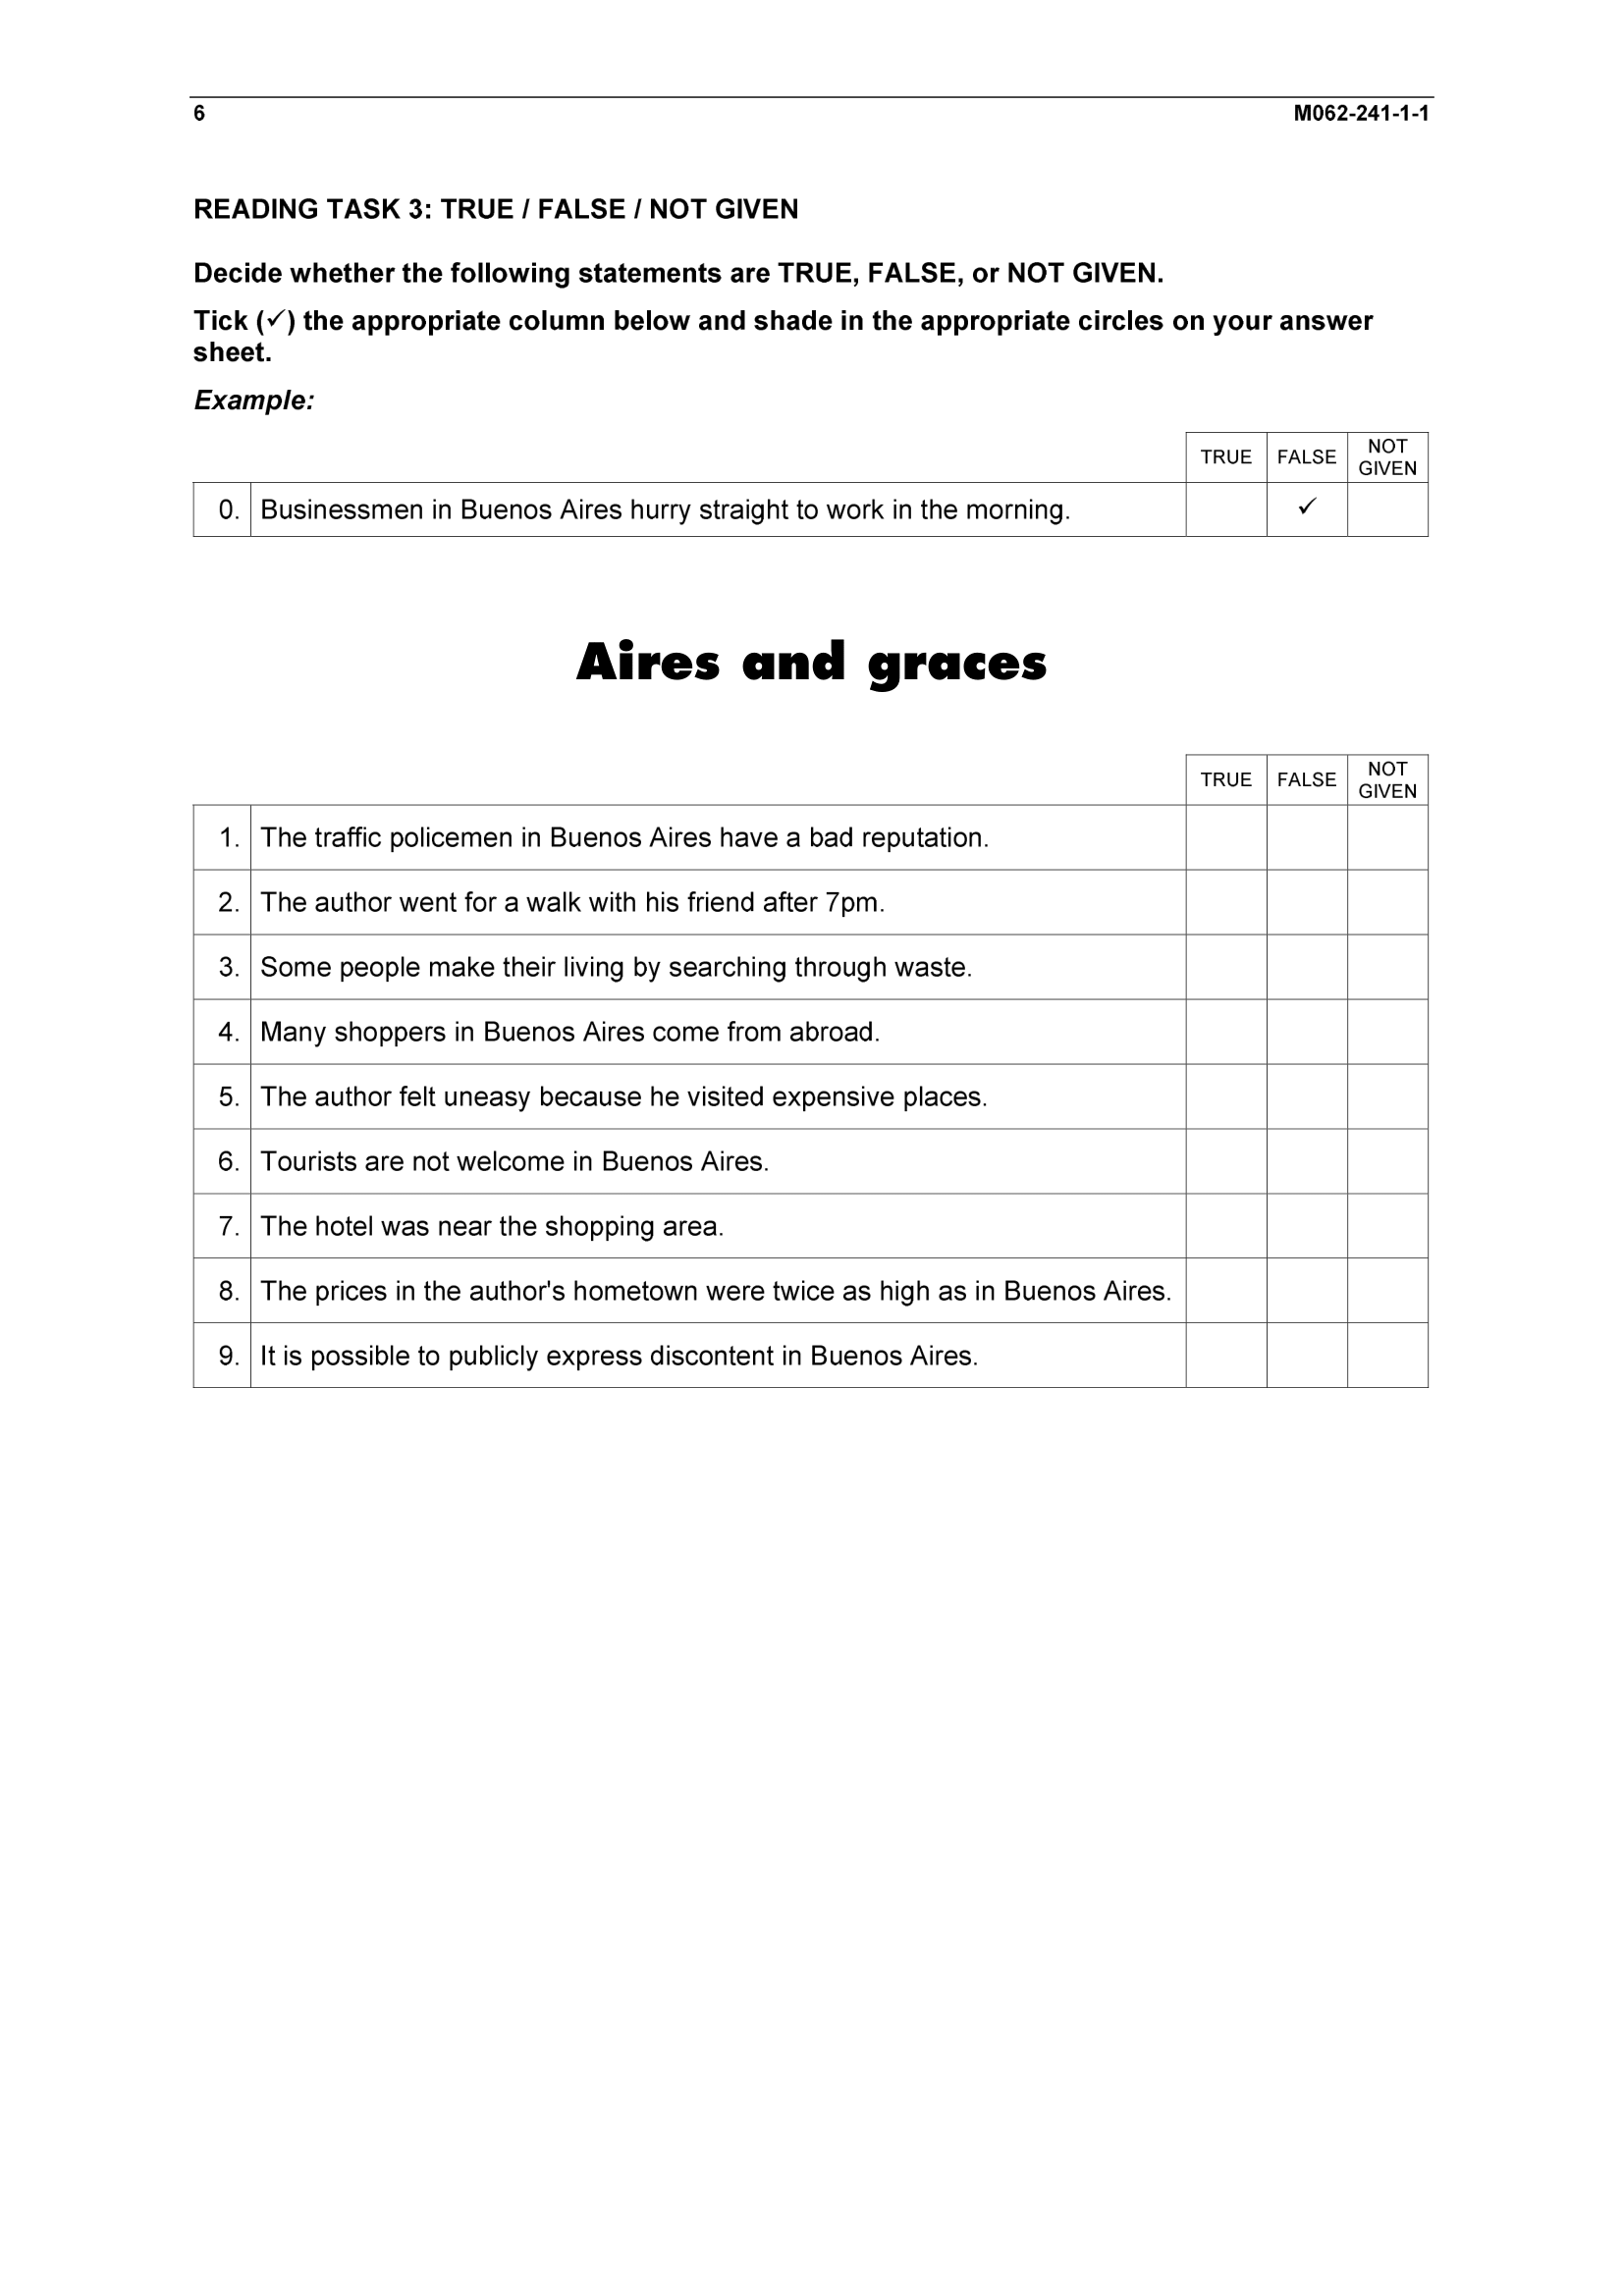 6 M062-241-1-1
READING TASK 3: TRUE / FALSE / NOT GIVEN
Decide whether the following statements are TRUE, FALSE, or NOT GIVEN.
Tick (✓) the appropriate column below and shade in the appropriate circles on your answer
sheet.
Example:
TRUE FALSE NOT GIVEN
0. Businessmen in Buenos Aires hurry straight to work in the morning. ✓
Aires and graces
TRUE FALSE NOT GIVEN
1. The traffic policemen in Buenos Aires have a bad reputation.
2. The author went for a walk with his friend after 7pm.
3. Some people make their living by searching through waste.
4. Many shoppers in Buenos Aires come from abroad.
5. The author felt uneasy because he visited expensive places.
6. Tourists are not welcome in Buenos Aires.
7. The hotel was near the shopping area.
8. The prices in the author's hometown were twice as high as in Buenos Aires.
9. It is possible to publicly express discontent in Buenos Aires.